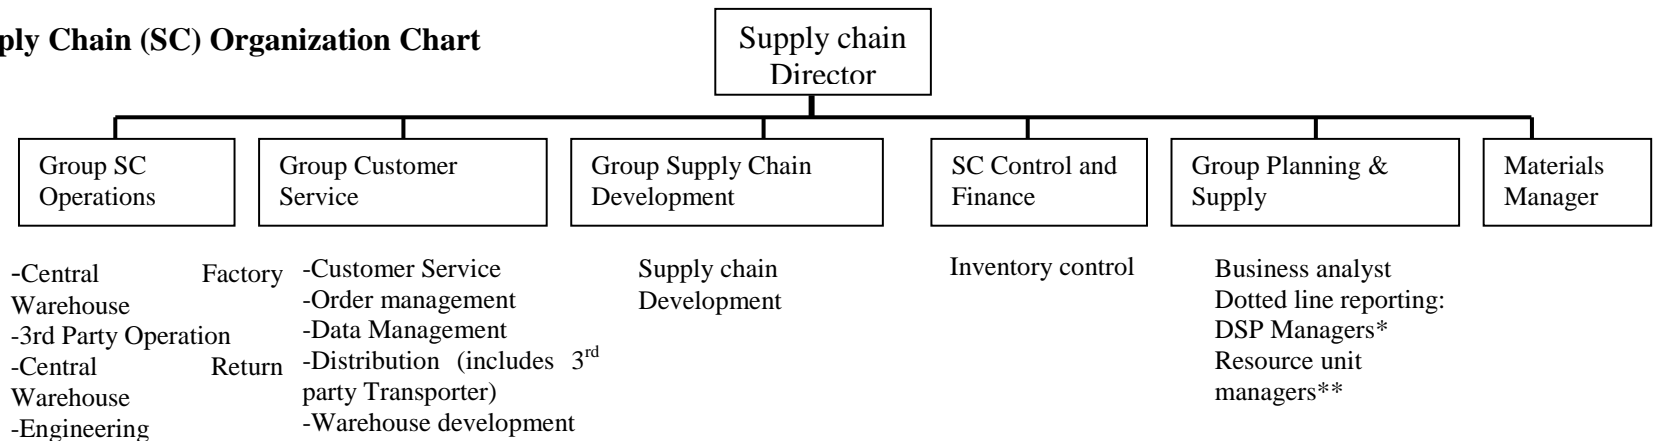 ply Chain (SC) Organization Chart
Supply chain
Director
Group SC
Operations
Group Customer
Service
Group Supply Chain
Development
SC Control and
Finance
Group Planning &
Supply
Materials
Manager
-Central Factory
Warehouse
-3rd Party Operation
-Central Return
Warehouse
-Engineering
-Customer Service
-Order management
-Data Management
-Distribution (includes 3rd
party Transporter)
-Warehouse development
Supply chain
Development
Inventory control
Business analyst
Dotted line reporting:
DSP Managers*
Resource unit
managers**